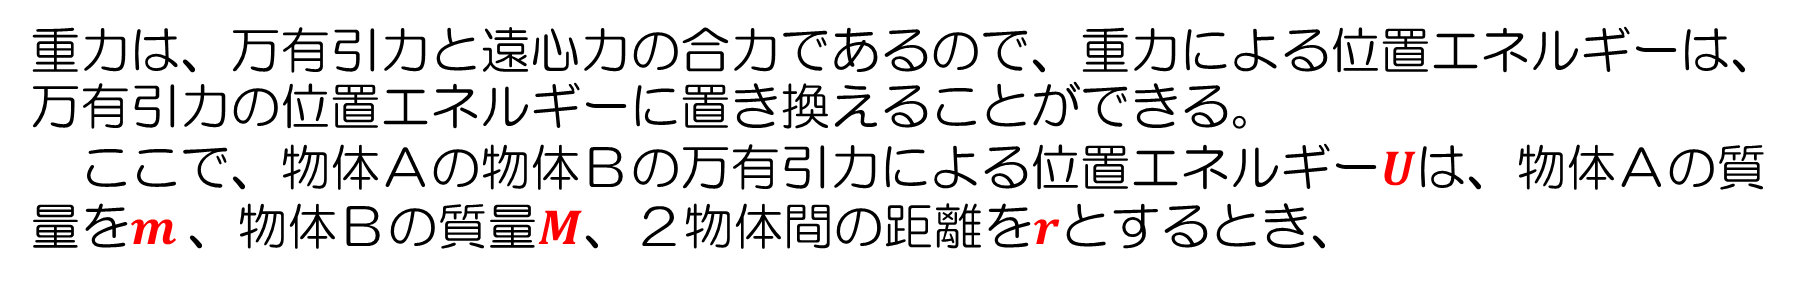 重力は、万有引力と遠心力の合力であるので、重力による位置エネルギーは、
万有引力の位置エネルギーに置き換えることができる。
　ここで、物体Ａの物体Ｂの万有引力による位置エネルギーUは、物体Ａの質
量をm、物体Ｂの質量M、２物体間の距離をrとするとき、